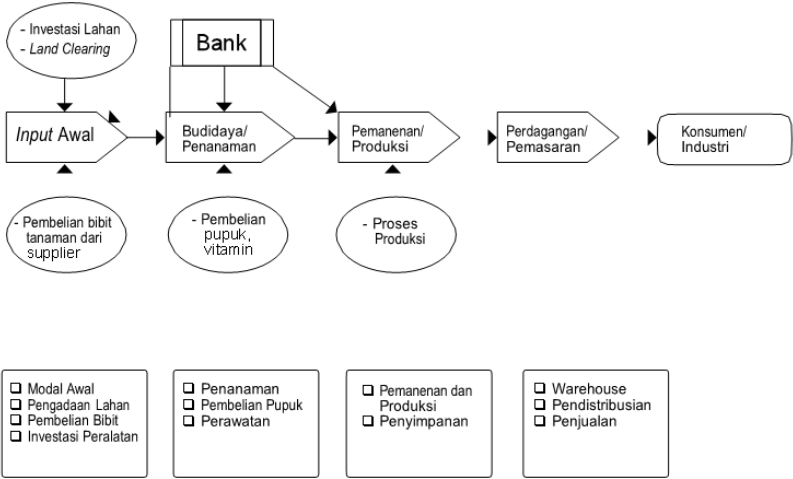 - Investasi Lahan
- Land Clearing
Bank
Input Awal
Budidaya/
Penanaman
Pemanenan/
Produksi
Perdagangan/
Pemasaran
Konsumen/
Industri
- Pembelian bibit
tanaman dari
supplier
- Pembelian
pupuk,
vitamin
- Proses
Produksi
❑ Modal Awal
❑ Pengadaan Lahan
❑ Pembelian Bibit
❑ Investasi Peralatan
❑ Penanaman
❑ Pembelian Pupuk
❑ Perawatan
❑ Pemanenan dan
Produksi
❑ Penyimpanan
❑ Warehouse
❑ Pendistribusian
❑ Penjualan